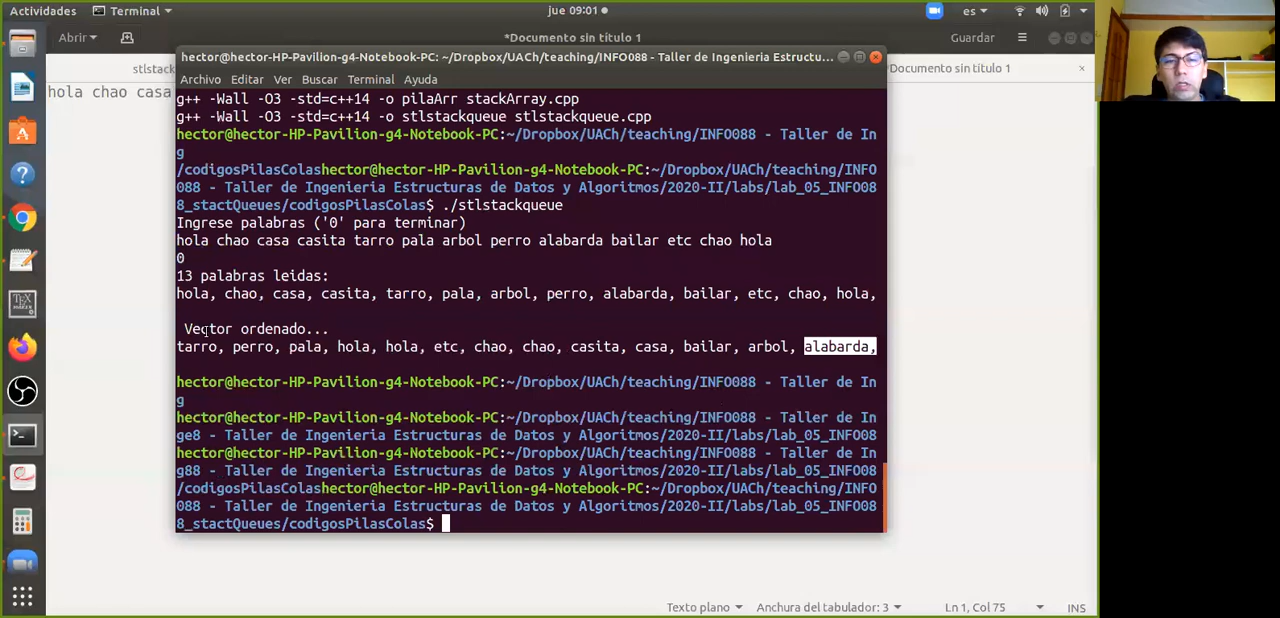 Actividades Terminal jue 09:01 es
Abrir *Documento sin título 1 Guardar
hector@hector-HP-Pavilion-g4-Notebook-PC: ~/Dropbox/UACh/teaching/INFO088 - Taller de Ingenieria Estructu...
stlstack Documento sin título 1 ×
Archivo Editar Ver Buscar Terminal Ayuda
hola chao casa
g++ -Wall -O3 -std=c++14 -o pilaArr stackArray.cpp
g++ -Wall -O3 -std=c++14 -o stlstackqueue stlstackqueue.cpp
hector@hector-HP-Pavilion-g4-Notebook-PC:~/Dropbox/UACh/teaching/INFO088 - Taller de In
g
/codigosPilasColashector@hector-HP-Pavilion-g4-Notebook-PC:~/Dropbox/UACh/teaching/INFO
088 - Taller de Ingenieria Estructuras de Datos y Algoritmos/2020-II/labs/lab_05_INFO08
8_stactQueues/codigosPilasColas$ ./stlstackqueue
Ingrese palabras ('0' para terminar)
hola chao casa casita tarro pala arbol perro alabarda bailar etc chao hola
0
13 palabras leidas:
hola, chao, casa, casita, tarro, pala, arbol, perro, alabarda, bailar, etc, chao, hola,
Vector ordenado...
tarro, perro, pala, hola, hola, etc, chao, chao, casita, casa, bailar, arbol, alabarda,
hector@hector-HP-Pavilion-g4-Notebook-PC:~/Dropbox/UACh/teaching/INFO088 - Taller de In
g
hector@hector-HP-Pavilion-g4-Notebook-PC:~/Dropbox/UACh/teaching/INFO088 - Taller de In
ge8 - Taller de Ingenieria Estructuras de Datos y Algoritmos/2020-II/labs/lab_05_INFO08
hector@hector-HP-Pavilion-g4-Notebook-PC:~/Dropbox/UACh/teaching/INFO088 - Taller de In
g88 - Taller de Ingenieria Estructuras de Datos y Algoritmos/2020-II/labs/lab_05_INFO08
/codigosPilasColashector@hector-HP-Pavilion-g4-Notebook-PC:~/Dropbox/UACh/teaching/INFO
088 - Taller de Ingenieria Estructuras de Datos y Algoritmos/2020-II/labs/lab_05_INFO08
8_stactQueues/codigosPilasColas$
Texto plano Anchura del tabulador: 3 Ln 1, Col 75 INS